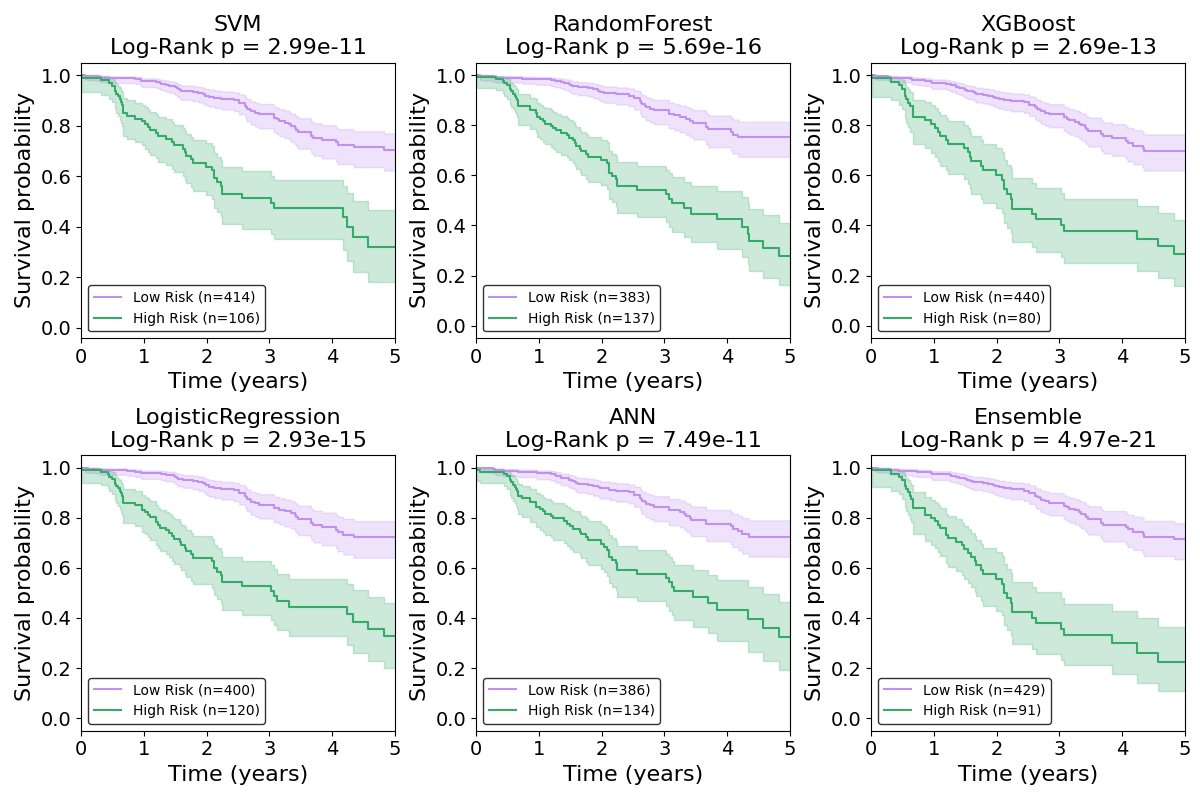 SVM
Log-Rank p = 2.99e-11
Survival probability
1.0
0.8
0.6
0.4
0.2
0.0
Low Risk (n=414)
High Risk (n=106)
0 1 2 3 4 5
Time (years)
RandomForest
Log-Rank p = 5.69e-16
Survival probability
1.0
0.8
0.6
0.4
0.2
0.0
Low Risk (n=383)
High Risk (n=137)
0 1 2 3 4 5
Time (years)
XGBoost
Log-Rank p = 2.69e-13
Survival probability
1.0
0.8
0.6
0.4
0.2
0.0
Low Risk (n=440)
High Risk (n=80)
0 1 2 3 4 5
Time (years)
LogisticRegression
Log-Rank p = 2.93e-15
Survival probability
1.0
0.8
0.6
0.4
0.2
0.0
Low Risk (n=400)
High Risk (n=120)
0 1 2 3 4 5
Time (years)
ANN
Log-Rank p = 7.49e-11
Survival probability
1.0
0.8
0.6
0.4
0.2
0.0
Low Risk (n=386)
High Risk (n=134)
0 1 2 3 4 5
Time (years)
Ensemble
Log-Rank p = 4.97e-21
Survival probability
1.0
0.8
0.6
0.4
0.2
0.0
Low Risk (n=429)
High Risk (n=91)
0 1 2 3 4 5
Time (years)